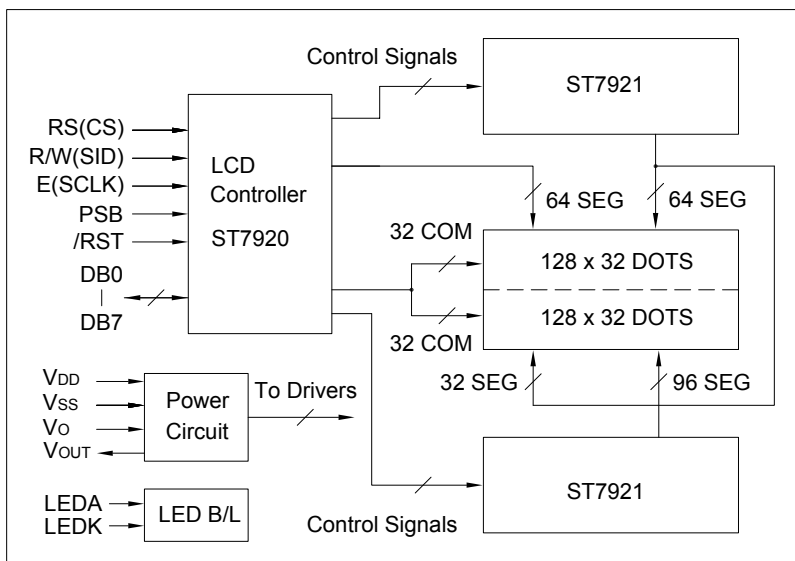 Control Signals
ST7921
RS(CS)
R/W(SID)
E(SCLK)
PSB
/RST
DB0
DB7
LCD
Controller
ST7920
64 SEG
64 SEG
32 COM
128 x 32 DOTS
128 x 32 DOTS
32 COM
32 SEG
96 SEG
VDD
VSS
VO
VOUT
Power
Circuit
To Drivers
ST7921
LEDA
LEDK
LED B/L
Control Signals